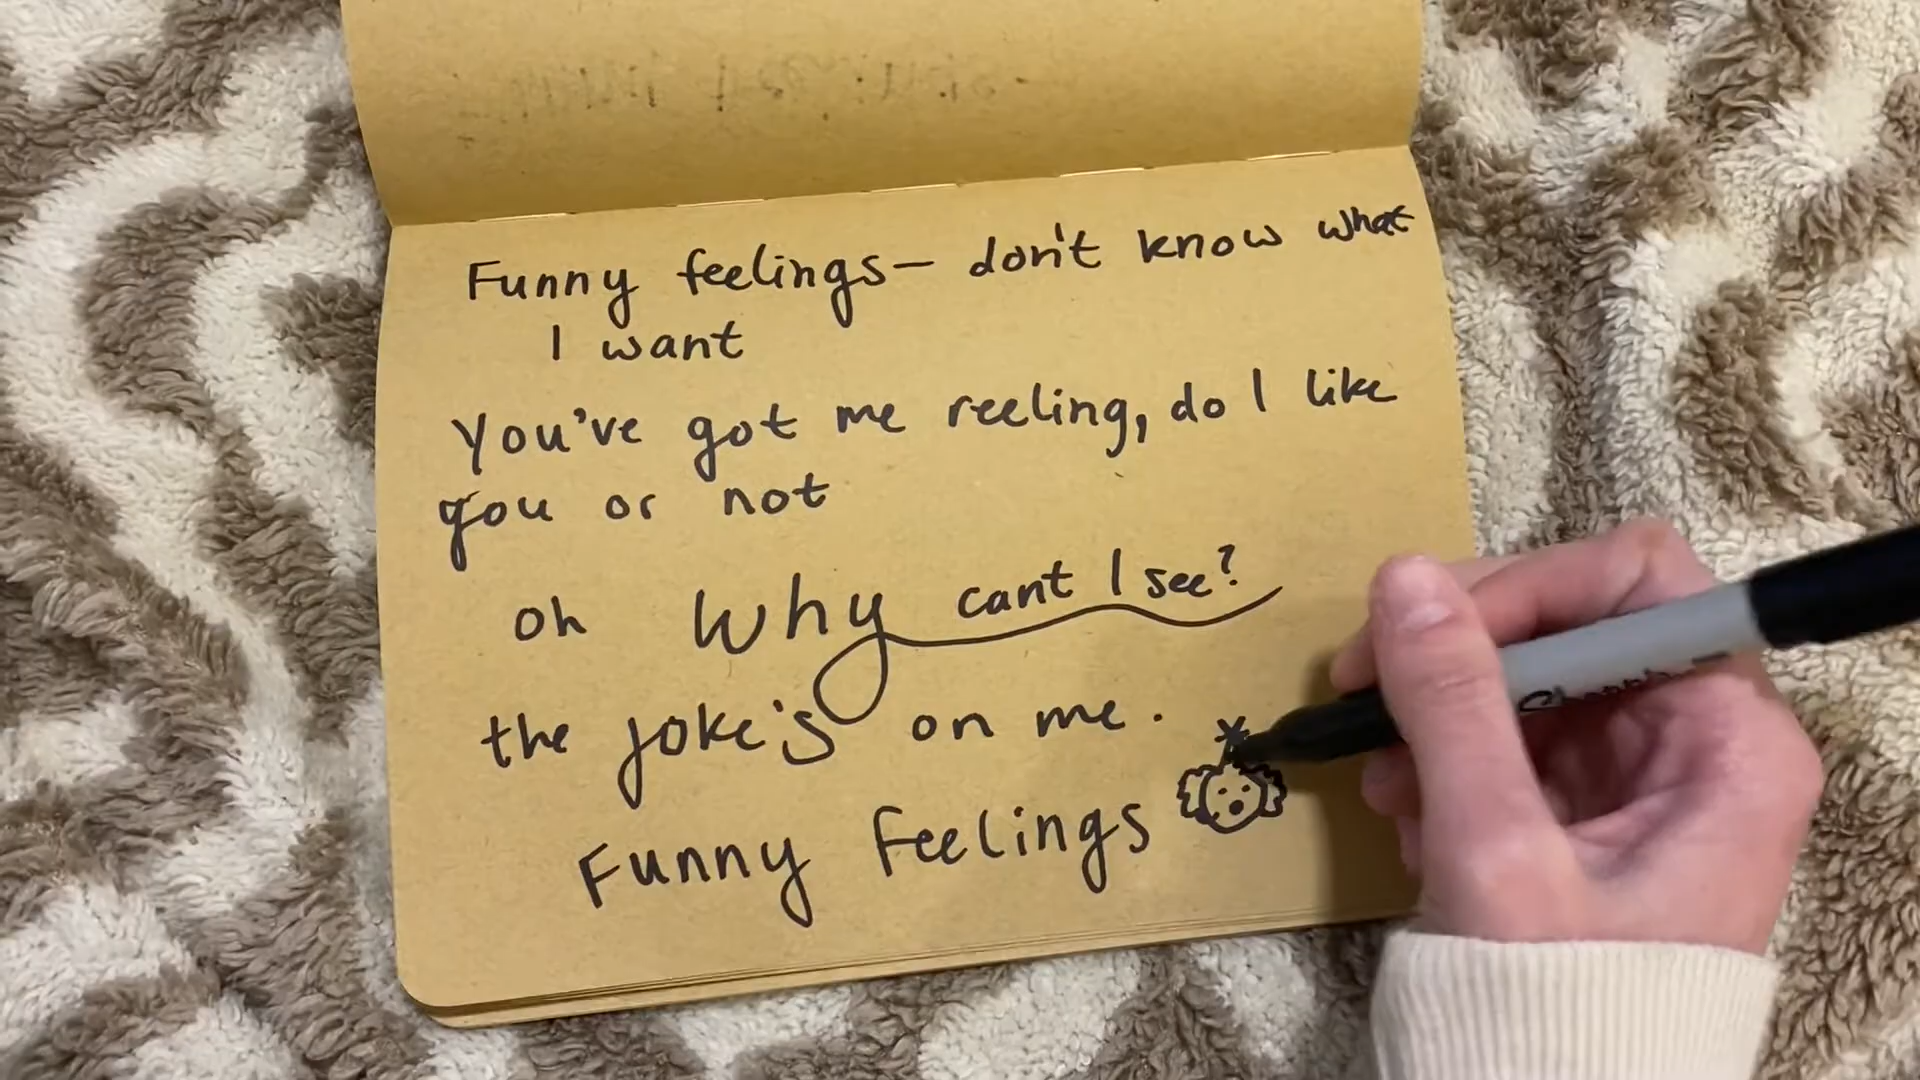 Funny feelings— don't know what
I want
You've got me reeling, do I like
you or not
oh Why cant I see?
the joke's on me.
Funny Feelings